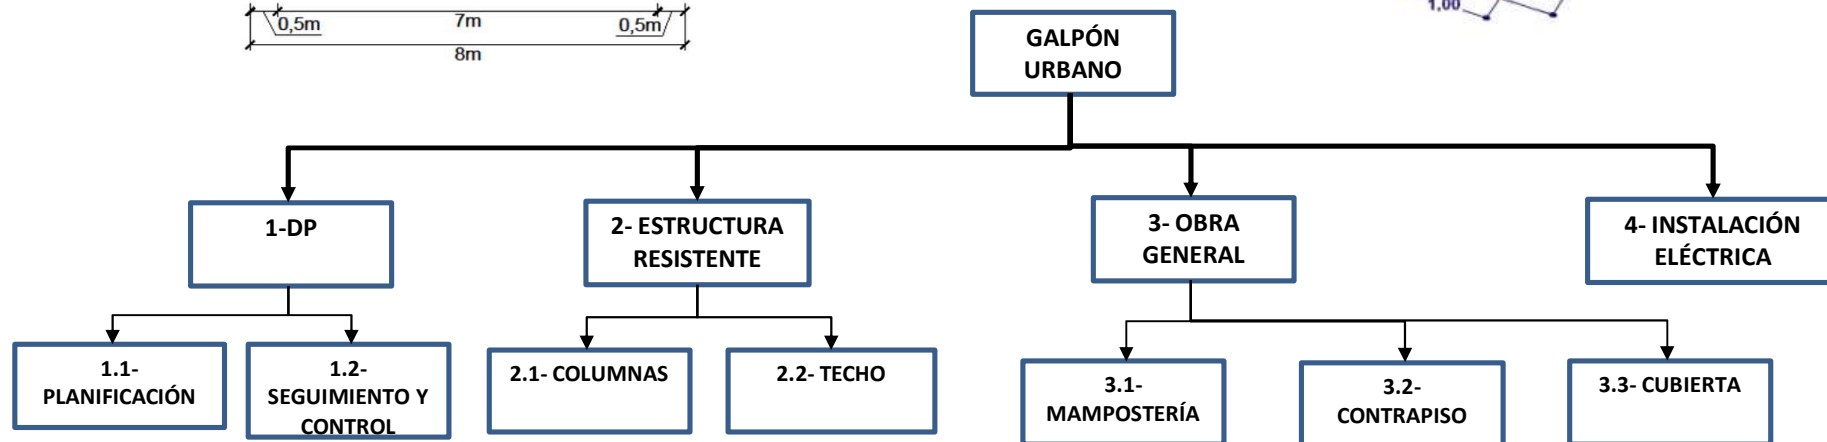 0,5m
7m
0,5m
8m
1,00
GALPÓN
URBANO
1-DP
2- ESTRUCTURA
RESISTENTE
3- OBRA
GENERAL
4- INSTALACIÓN
ELÉCTRICA
1.1-
PLANIFICACIÓN
1.2-
SEGUIMIENTO Y
CONTROL
2.1- COLUMNAS
2.2- TECHO
3.1-
MAMPOSTERÍA
3.2-
CONTRAPISO
3.3- CUBIERTA